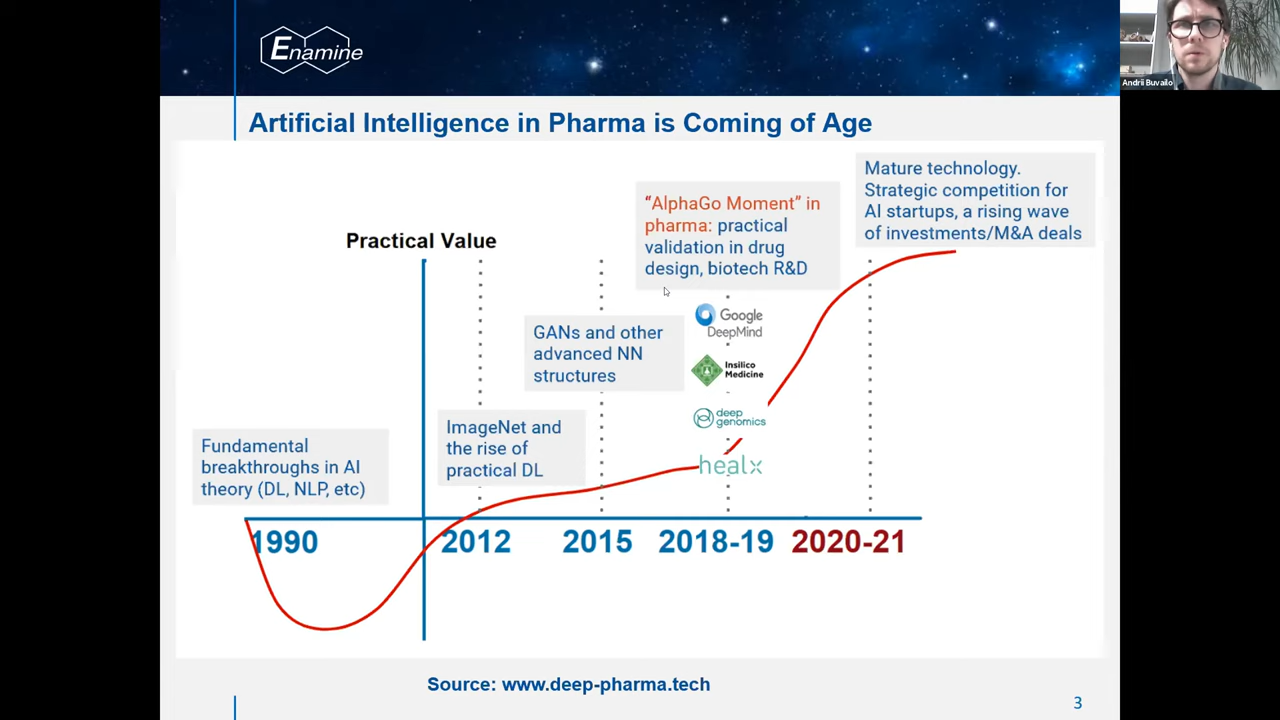 Enamine
Andrii Buvailo
Artificial Intelligence in Pharma is Coming of Age
Mature technology.
Strategic competition for
AI startups, a rising wave
of investments/M&A deals
“AlphaGo Moment” in
pharma: practical
validation in drug
design, biotech R&D
Practical Value
Google
DeepMind
GANs and other
advanced NN
structures
Insilico
Medicine
deep
genomics
ImageNet and
the rise of
practical DL
healx
Fundamental
breakthroughs in AI
theory (DL, NLP, etc)
1990
2012
2015
2018-19
2020-21
Source: www.deep-pharma.tech
3